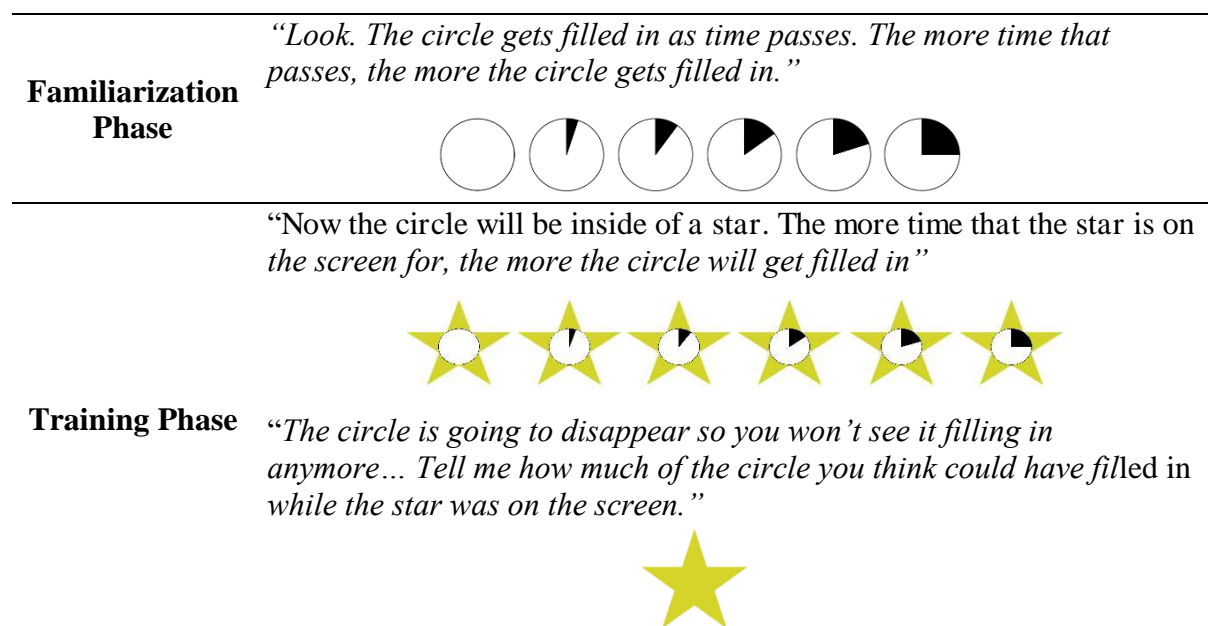 “Look. The circle gets filled in as time passes. The more time that
passes, the more the circle gets filled in.”
Familiarization
Phase
“Now the circle will be inside of a star. The more time that the star is on
the screen for, the more the circle will get filled in”
Training Phase
“The circle is going to disappear so you won’t see it filling in
anymore… Tell me how much of the circle you think could have filled in
while the star was on the screen.”